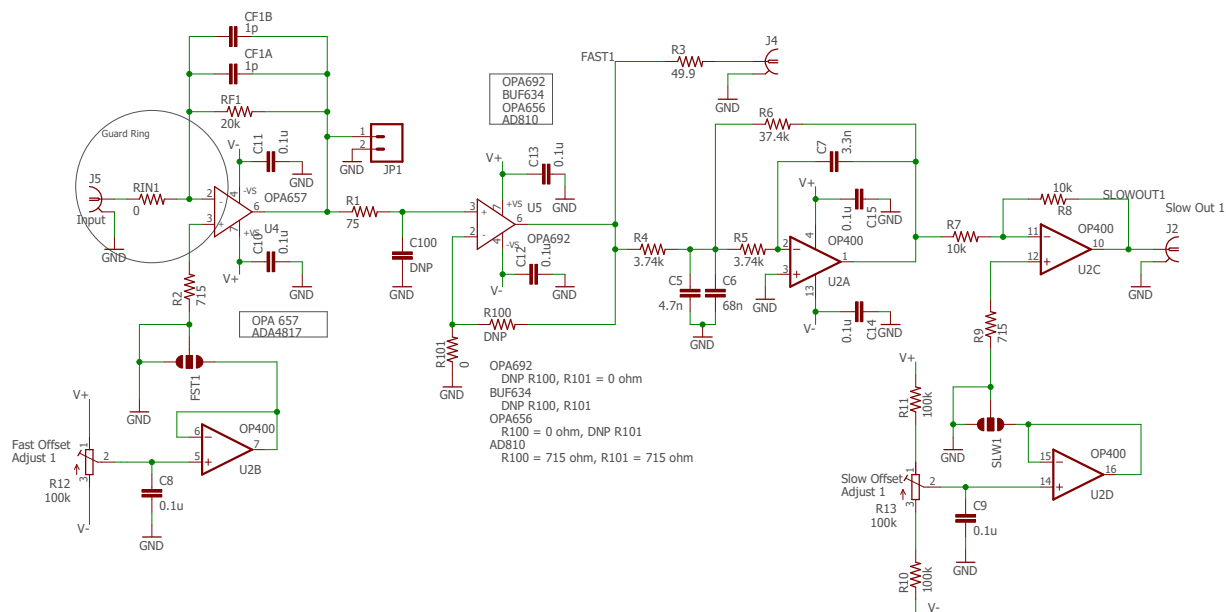 CF1B
1p
CF1A
1p
RF1
20k
Guard Ring
J5
Input
GND
RIN1
0
V-
C11
0.1u
GND
2
3
-
+
4
7
-VS
+VS
6
OPA657
U4
C10
0.1u
GND
V+
1
2
GND
JP1
R2
715
OPA 657
ADA4817
GND
FST1
V+
Fast Offset
Adjust 1
1
2
3
R12
100k
V-
C8
0.1u
GND
6
5
-
+
OP400
7
U2B
R1
75
C100
DNP
GND
OPA692
BUF634
OPA656
AD810
V+
C13
0.1u
GND
3
2
+
-
7
4
+VS
-VS
6
U5
OPA692
C12
0.1u
GND
V-
R100
DNP
R101
0
GND
OPA692
DNP R100, R101 = 0 ohm
BUF634
DNP R100, R101
OPA656
R100 = 0 ohm, DNP R101
AD810
R100 = 715 ohm, R101 = 715 ohm
FAST1
R3
49.9
J4
GND
R6
37.4k
C7
3.3n
R4
3.74k
R5
3.74k
C5
4.7n
C6
68n
GND
V+
C15
0.1u
GND
2
3
-
+
4
13
OP400
1
U2A
GND
V-
C14
0.1u
GND
R7
10k
10k
R8
SLOWOUT1
Slow Out 1
J2
GND
11
12
-
+
OP400
10
U2C
R9
715
V+
R11
100k
GND
SLW1
15
14
-
+
OP400
16
U2D
Slow Offset
Adjust 1
1
2
3
R13
100k
C9
0.1u
GND
R10
100k
V-